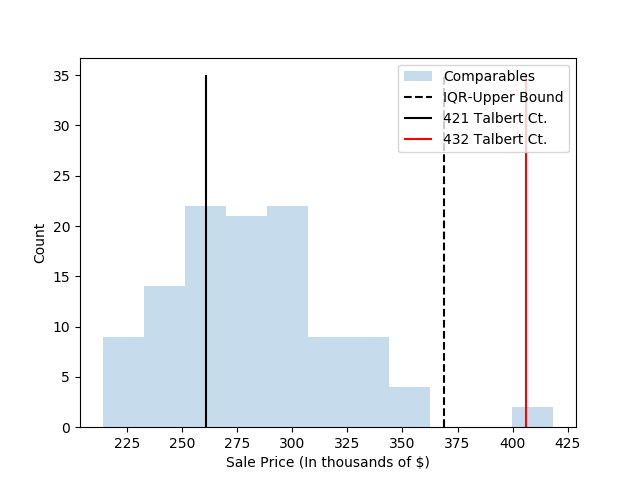 Comparables
IQR-Upper Bound
421 Talbert Ct.
432 Talbert Ct.
35
30
25
20
15
10
5
0
Count
225 250 275 300 325 350 375 400 425
Sale Price (In thousands of $)